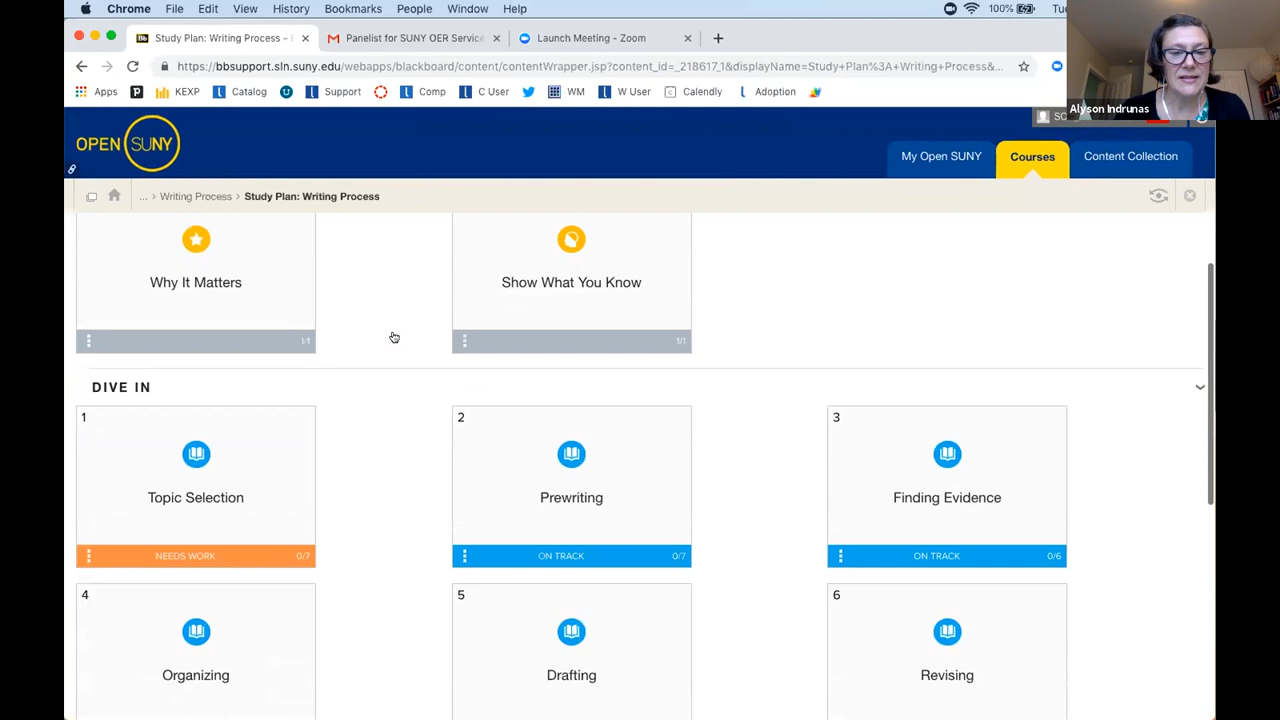 Chrome File Edit View History Bookmarks People Window Help 100% Tue
Study Plan: Writing Process –
Panelist for SUNY OER Service
Launch Meeting - Zoom
https://bbsupport.sln.suny.edu/webapps/blackboard/content/contentWrapper.jsp?content_id=_218617_1&displayName=Study+Plan%3A+Writing+Process&...
Apps KEXP Catalog Support Comp C User WM W User Calendly Adoption
Alyson Indrunas
OPEN SUNY
My Open SUNY Courses Content Collection
... > Writing Process > Study Plan: Writing Process
Why It Matters
1/1
Show What You Know
1/1
DIVE IN
1
Topic Selection
NEEDS WORK 0/7
2
Prewriting
ON TRACK 0/7
3
Finding Evidence
ON TRACK 0/6
4
Organizing
5
Drafting
6
Revising